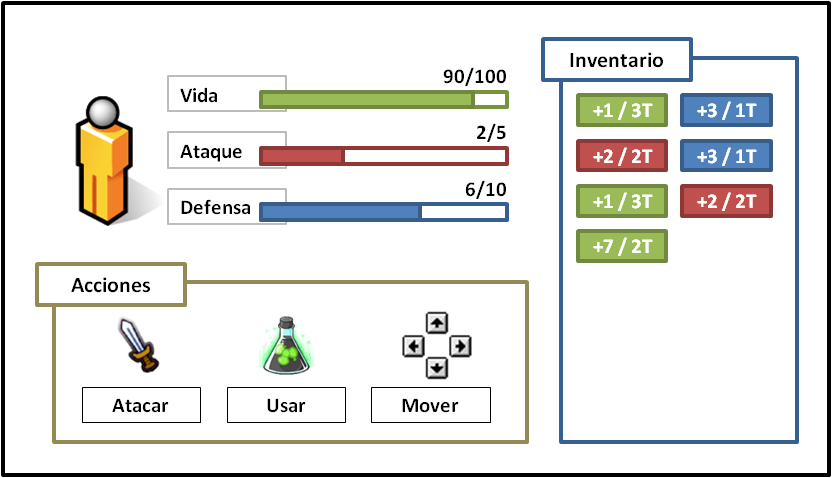 Vida
90/100
Ataque
2/5
Defensa
6/10
Inventario
+1 / 3T
+3 / 1T
+2 / 2T
+3 / 1T
+1 / 3T
+2 / 2T
+7 / 2T
Acciones
Atacar
Usar
Mover